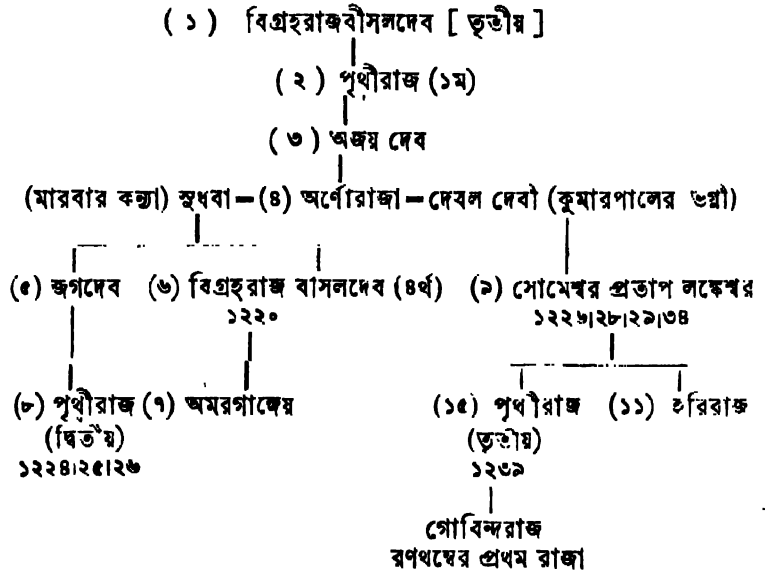 (১) বিগ্রহরাজবীসলদেব [তৃতীয়]
(২) পৃথীরাজ (১ম)
(৩) অজয় দেব
(মারবার কন্যা) সুধবা—(৪) অর্ণোরাজা—দেবল দেবী (কুমারপালের ভগ্নী)
(৫) জগদেব (৬) বিগ্রহরাজ বাসলদেব (৪র্থ) (৯) সোমেশ্বর প্রতাপ লঙ্কেশ্বর
১২২০ ১২২৬।২৮।২৯।৩৪
(৮) পৃথীরাজ (৭) অমরগাঙ্গেয় (১৫) পৃথীরাজ (১১) হরিরাজ
(দ্বিতীয়) (তৃতীয়)
১২২৪।২৫।২৬ ১২৩৯
গোবিন্দরাজ
রণথম্বের প্রথম রাজা